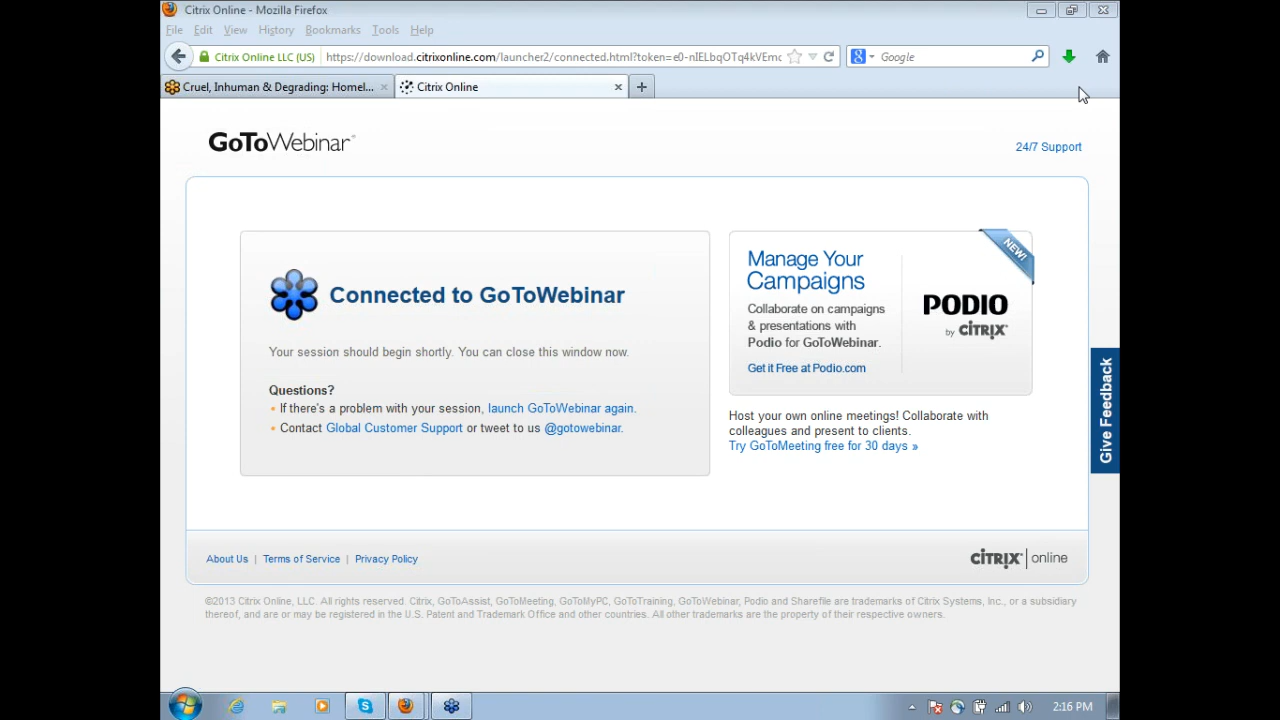 Citrix Online - Mozilla Firefox
File Edit View History Bookmarks Tools Help
Citrix Online LLC (US) https://download.citrixonline.com/launcher2/connected.html?token=e0-nIELbqOTq4kVEmc Google
Cruel, Inhuman & Degrading: Homel... Citrix Online
GoToWebinar
24/7 Support
Connected to GoToWebinar
Your session should begin shortly. You can close this window now.
Questions?
If there's a problem with your session, launch GoToWebinar again.
Contact Global Customer Support or tweet to us @gotowebinar.
NEW!
Manage Your
Campaigns
Collaborate on campaigns
& presentations with
Podio for GoToWebinar.
Get it Free at Podio.com
PODIO
by CITRIX
Host your own online meetings! Collaborate with
colleagues and present to clients.
Try GoToMeeting free for 30 days »
Give Feedback
About Us | Terms of Service | Privacy Policy
CITRIX | online
©2013 Citrix Online, LLC. All rights reserved. Citrix, GoToAssist, GoToMeeting, GoToMyPC, GoToTraining, GoToWebinar, Podio and Sharefile are trademarks of Citrix Systems, Inc., or a subsidiary
thereof, and are or may be registered in the U.S. Patent and Trademark Office and other countries. All other trademarks are the property of their respective owners.
2:16 PM